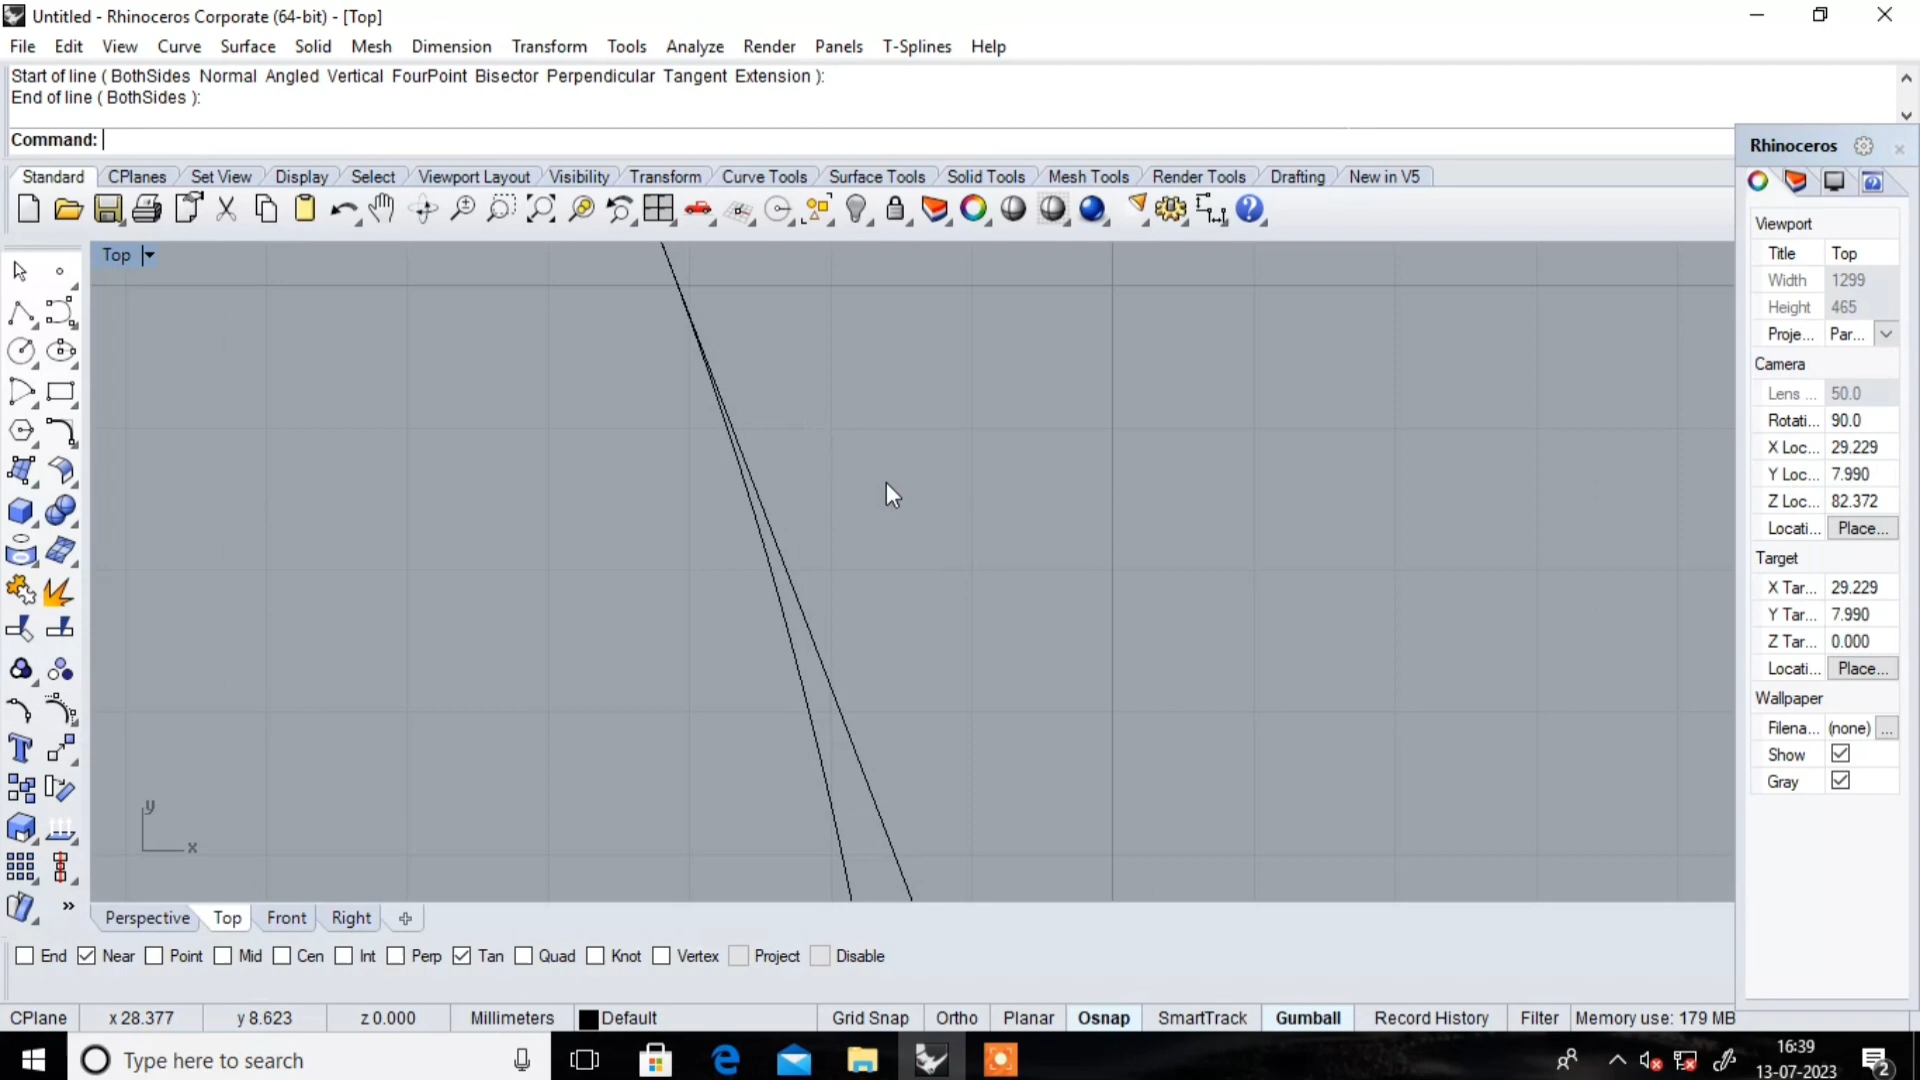 Untitled - Rhinoceros Corporate (64-bit) - [Top]
File Edit View Curve Surface Solid Mesh Dimension Transform Tools Analyze Render Panels T-Splines Help
Start of line ( BothSides Normal Angled Vertical FourPoint Bisector Perpendicular Tangent Extension ):
End of line ( BothSides ):
Command:
Standard CPlanes Set View Display Select Viewport Layout Visibility Transform Curve Tools Surface Tools Solid Tools Mesh Tools Render Tools Drafting New in V5
Top
y
x
Perspective Top Front Right
End Near Point Mid Cen Int Perp Tan Quad Knot Vertex Project Disable
CPlane x 28.377 y 8.623 z 0.000 Millimeters Default Grid Snap Ortho Planar Osnap SmartTrack Gumball Record History Filter Memory use: 179 MB
Rhinoceros
Viewport
Title Top
Width 1299
Height 465
Proje... Par...
Camera
Lens ... 50.0
Rotati... 90.0
X Loc... 29.229
Y Loc... 7.990
Z Loc... 82.372
Locati... Place...
Target
X Tar... 29.229
Y Tar... 7.990
Z Tar... 0.000
Locati... Place...
Wallpaper
Filena... (none) ...
Show
Gray
Type here to search
16:39
13-07-2023
2